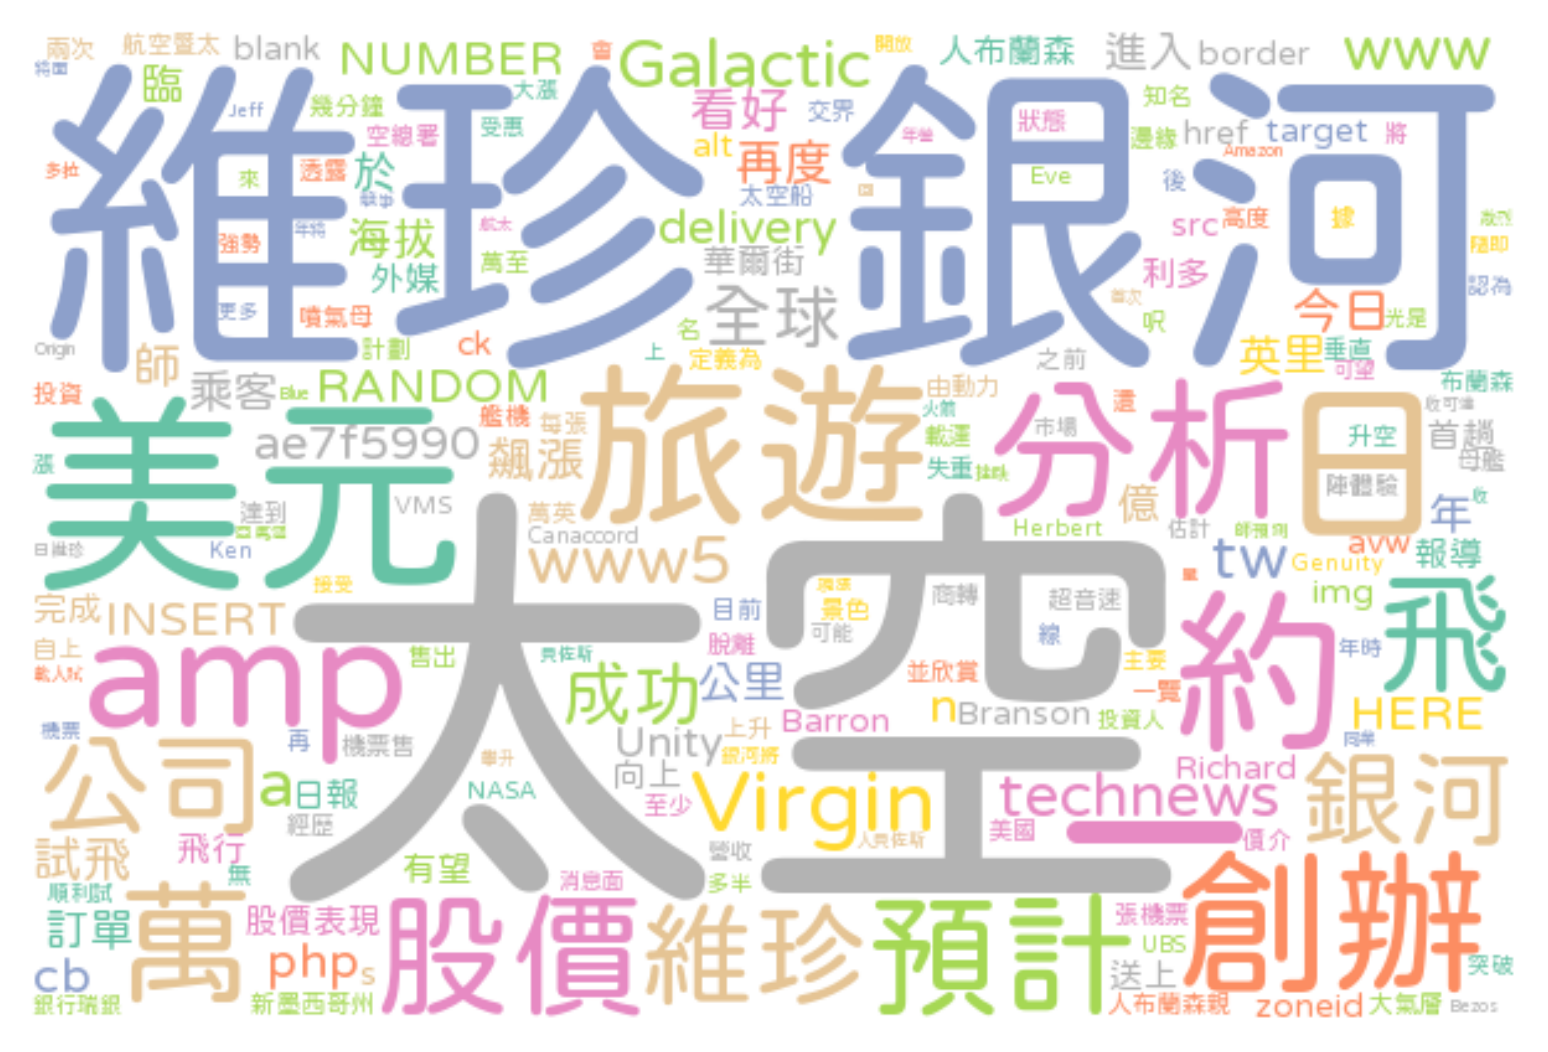 兩次 航空暨太 blank NUMBER 會 Galactic 開放 人布蘭森 進入 border www
將區 臨 大漲 知名
維珍銀河
Jeff 幾分鐘 空總署 受惠 看好 交界 年營 狀態 邊緣 href target 將
多拉 來 透露 於 alt 再度 太空船 Eve 後 Amazon
強勢 年將 海拔 航太 delivery src 高度 據 隨即
更多 噴氣母 外媒 萬至 華爾街 全球 首次 利多 今日 認為
Origin 師 計劃 ck 名 呎 光是
上 定義為 之前 英里 垂直 可望
投資 乘客 Blue RANDOM 旅遊 由動力 分析 日 布蘭森
美元 艦機 每張 火箭 市場 還 升空 首趟
漲 ae7f5990 飆漲 載運 失重 母艦
達到 VMS 萬英 億 陣體驗 年 收
日維珍 Ken Canaccord Herbert 估計 avw
接受 www5 太空 tw Genuity 報導
完成 INSERT 目前 景色 商轉 超音速 約 img 飛
自上 amp 售出 貝佐斯 脫離 可能 線 主要 年時
載人試 成功 公里 並欣賞 一覽
機票 再 機票售 上升 Barron n Branson 投資人 HERE
公司 Unity 銀河將 同業
a 日報 攀升 向上 Virgin technews Richard 銀河
經歷 NASA 至少 人貝佐斯 美國 一 價介
試飛 飛行 無 有望 營收 創辦
順利試 萬 消息面 多半
訂單 股價表現 股價 維珍 預計 張機票 UBS
cb php s 送上 突破
銀行瑞銀 新墨西哥州 人布蘭森親 zoneid 大氣層 Bezos